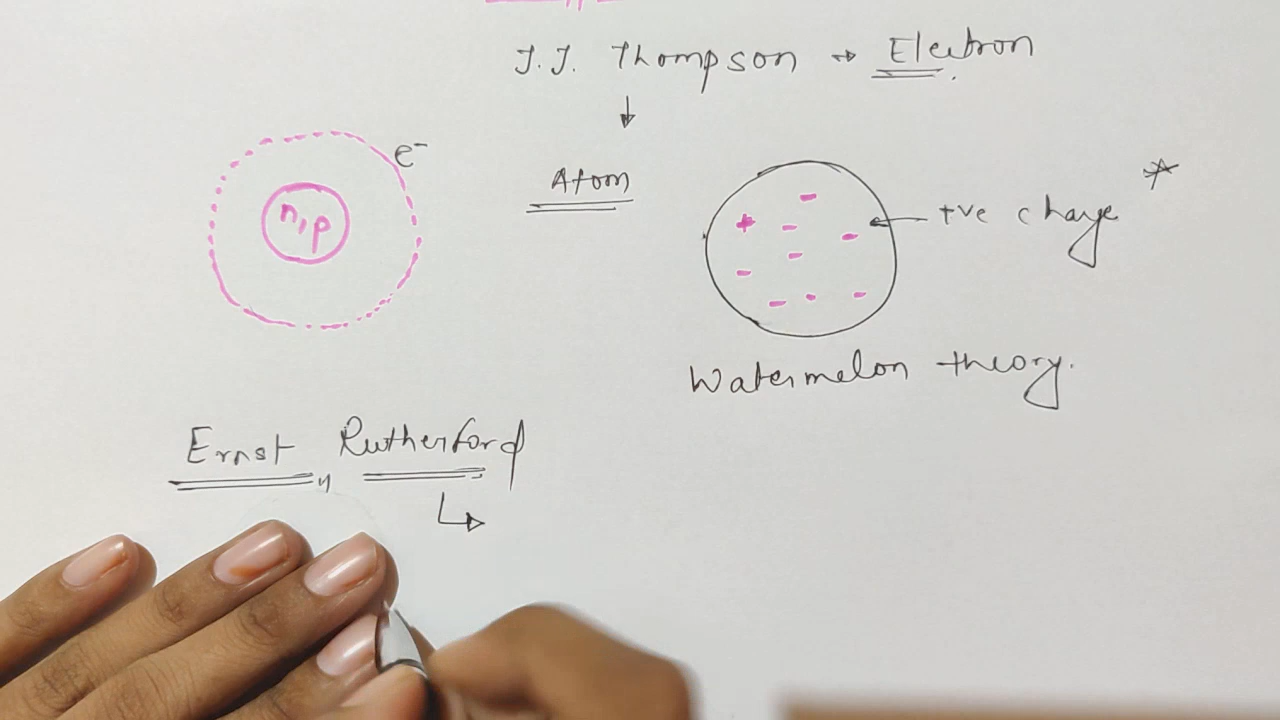 J.J. Thompson → Electron
↓
e⁻
Atom
n,p
+ve charge
Watermelon theory.
Ernst Rutherford